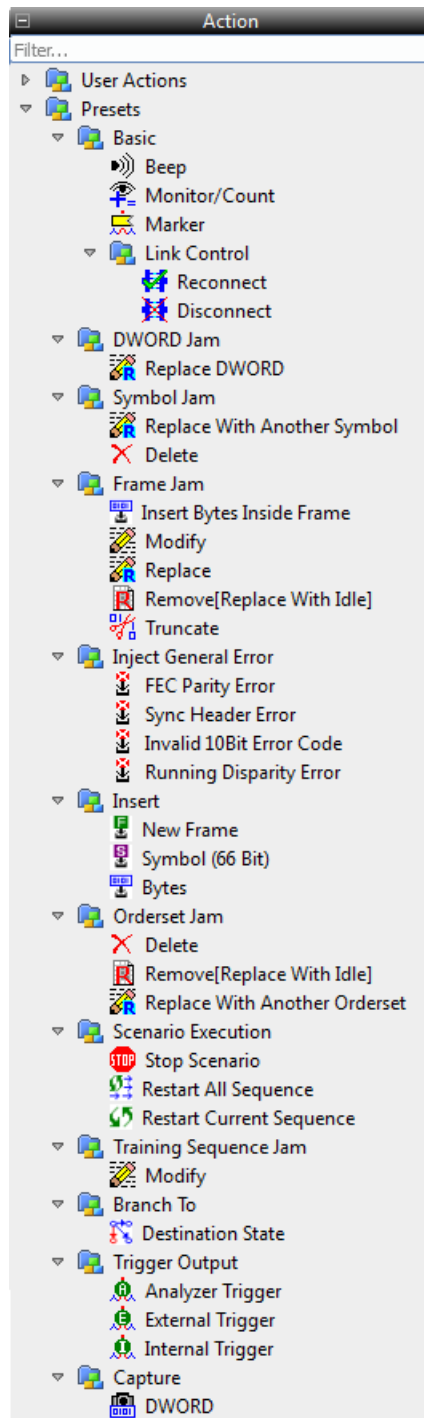 Action
Filter...
User Actions
Presets
Basic
Beep
Monitor/Count
Marker
Link Control
Reconnect
Disconnect
DWORD Jam
Replace DWORD
Symbol Jam
Replace With Another Symbol
Delete
Frame Jam
Insert Bytes Inside Frame
Modify
Replace
Remove[Replace With Idle]
Truncate
Inject General Error
FEC Parity Error
Sync Header Error
Invalid 10Bit Error Code
Running Disparity Error
Insert
New Frame
Symbol (66 Bit)
Bytes
Orderset Jam
Delete
Remove[Replace With Idle]
Replace With Another Orderset
Scenario Execution
STOP Stop Scenario
Restart All Sequence
Restart Current Sequence
Training Sequence Jam
Modify
Branch To
Destination State
Trigger Output
Analyzer Trigger
External Trigger
Internal Trigger
Capture
DWORD